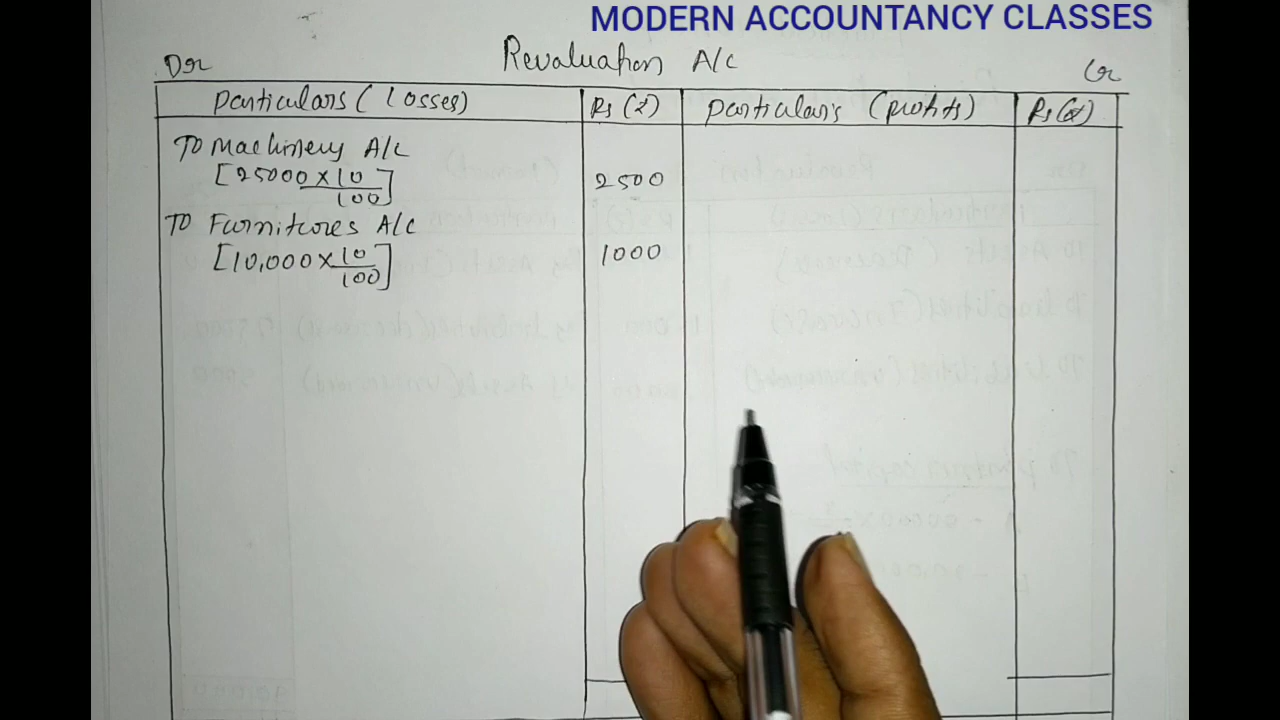 MODERN ACCOUNTANCY CLASSES
Dr Revaluation A/c Cr
Particulars (Losses) Rs (₹) Particulars (profits) Rs (₹)
To Machinery A/c
[25000 × 10/100] 2500
To Furnitures A/c
[10,000 × 10/100] 1000